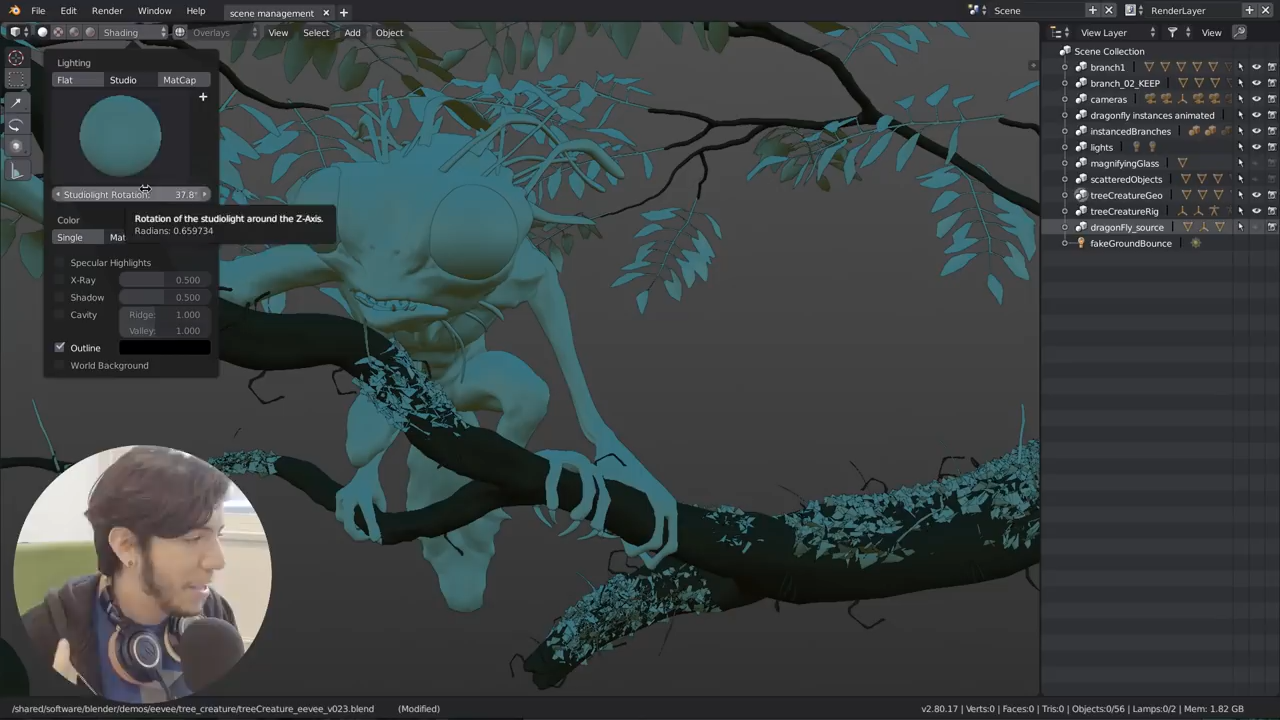 File Edit Render Window Help scene management × + Scene RenderLayer
Shading Overlays View Select Add Object View Layer View
Lighting
Flat Studio MatCap
Studiolight Rotation: 37.8°
Rotation of the studiolight around the Z-Axis.
Radians: 0.659734
Color
Single Mat
Specular Highlights
X-Ray 0.500
Shadow 0.500
Cavity Ridge: 1.000
Valley: 1.000
Outline
World Background
Scene Collection
branch1
branch_02_KEEP
cameras
dragonfly instances animated
instancedBranches
lights
magnifyingGlass
scatteredObjects
treeCreatureGeo
treeCreatureRig
dragonFly_source
fakeGroundBounce
/shared/software/blender/demos/eevee/tree_creature/treeCreature_eevee_v023.blend (Modified) v2.80.17 | Verts:0 | Faces:0 | Tris:0 | Objects:0/56 | Lamps:0/2 | Mem: 1.82 GB